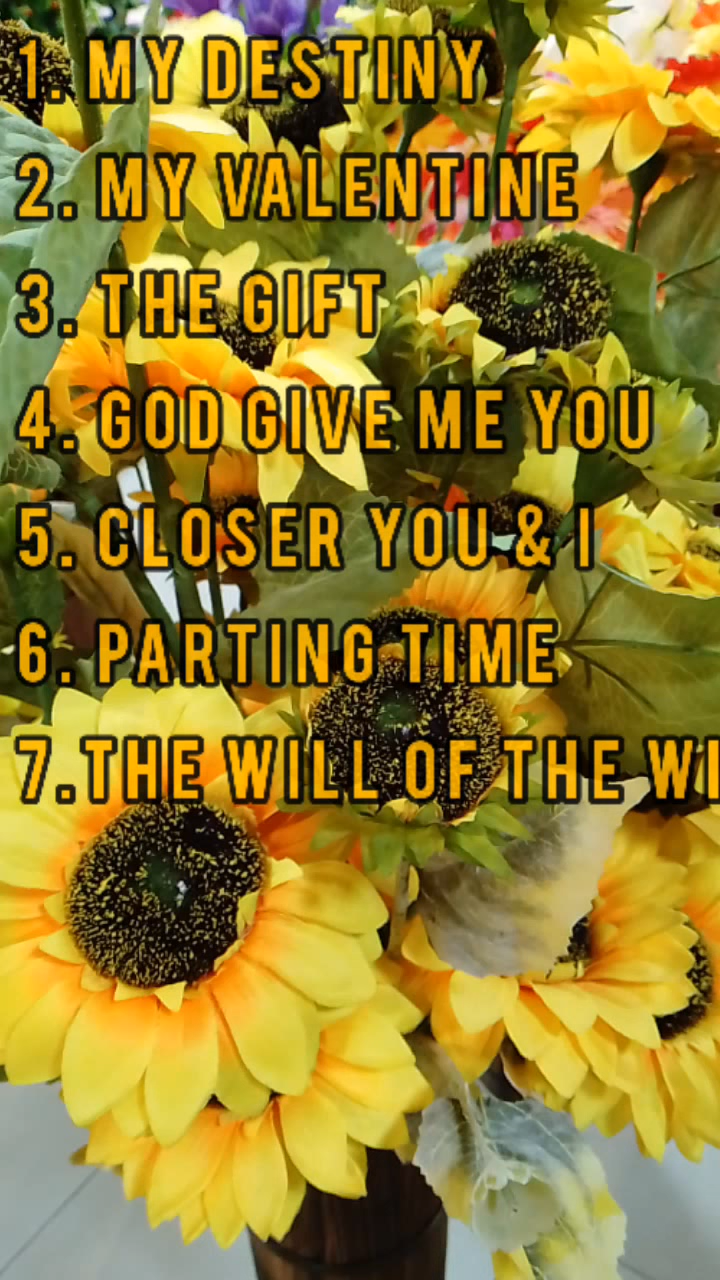 1. MY DESTINY
2. MY VALENTINE
3. THE GIFT
4. GOD GIVE ME YOU
5. CLOSER YOU & I
6. PARTING TIME
7.THE WILL OF THE WI